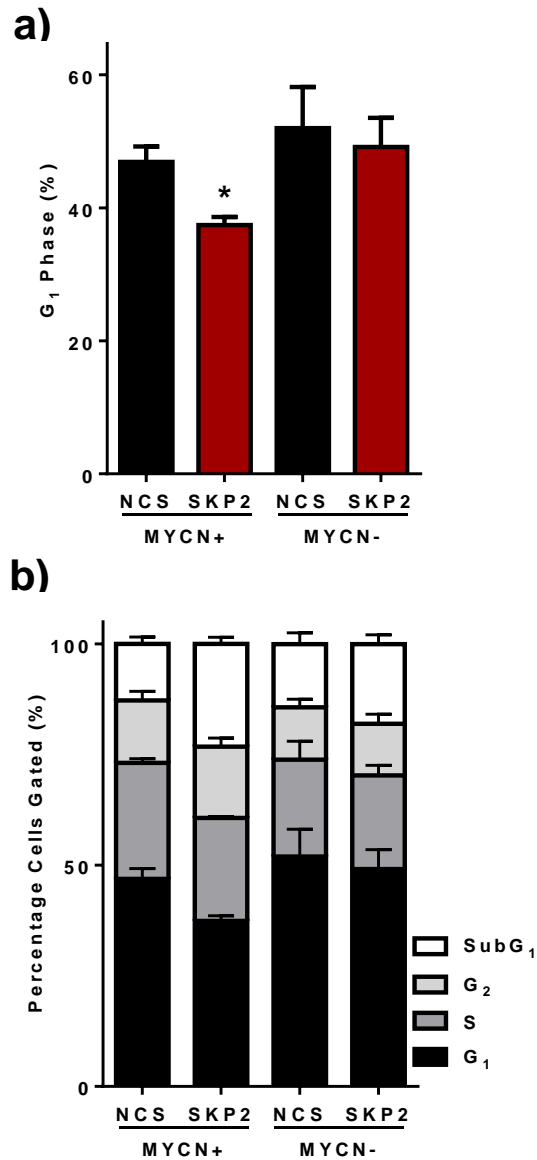 a)
G₁ Phase (%)
60
40
20
0
NCS SKP2 NCS SKP2
MYCN+ MYCN-
*
b)
Percentage Cells Gated (%)
100
50
0
NCS SKP2 NCS SKP2
MYCN+ MYCN-
SubG₁
G₂
S
G₁